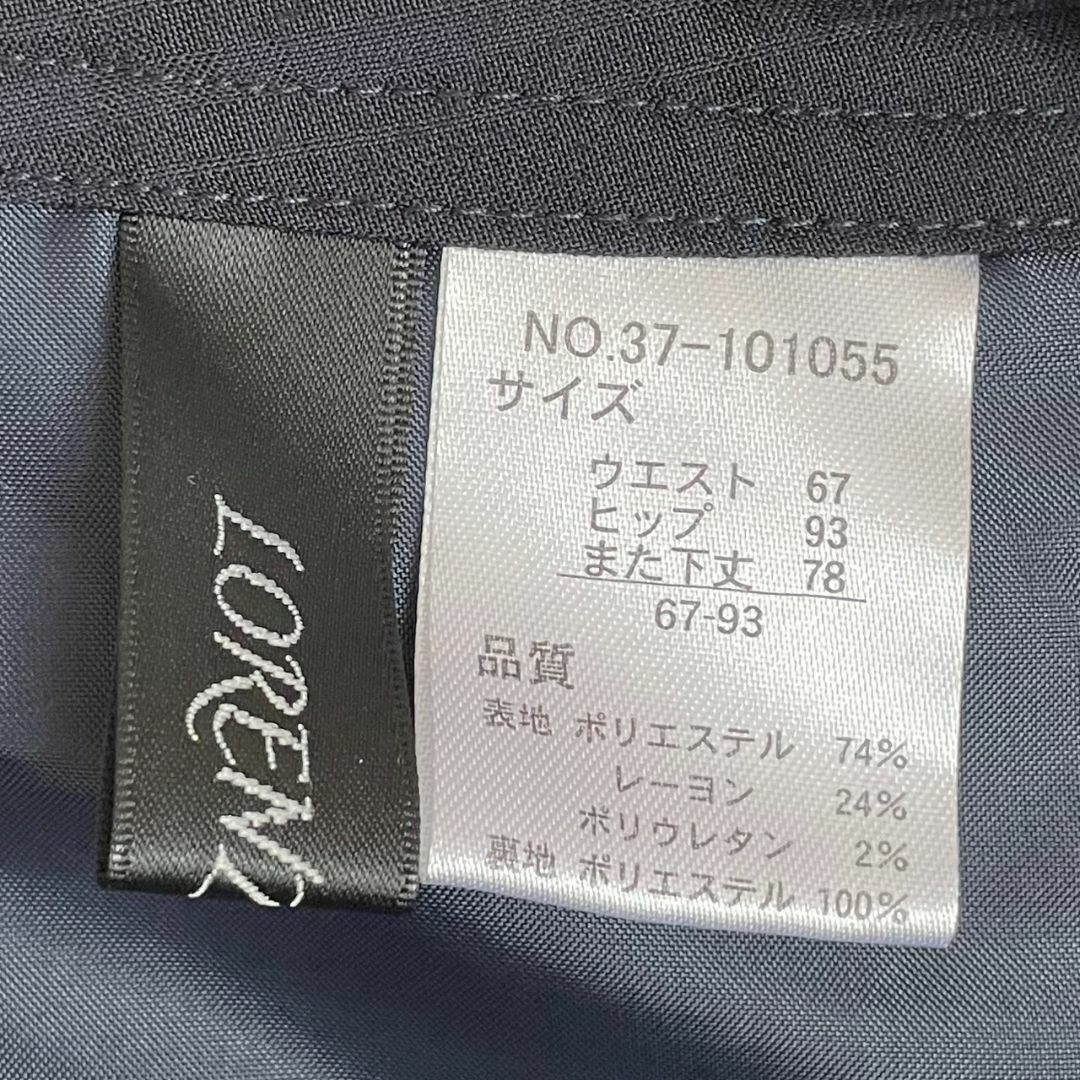 LOREN
NO.37-101055
サイズ
ウエスト 67
ヒップ 93
また下丈 78
67-93
品質
表地 ポリエステル 74%
レーヨン 24%
ポリウレタン 2%
裏地 ポリエステル 100%